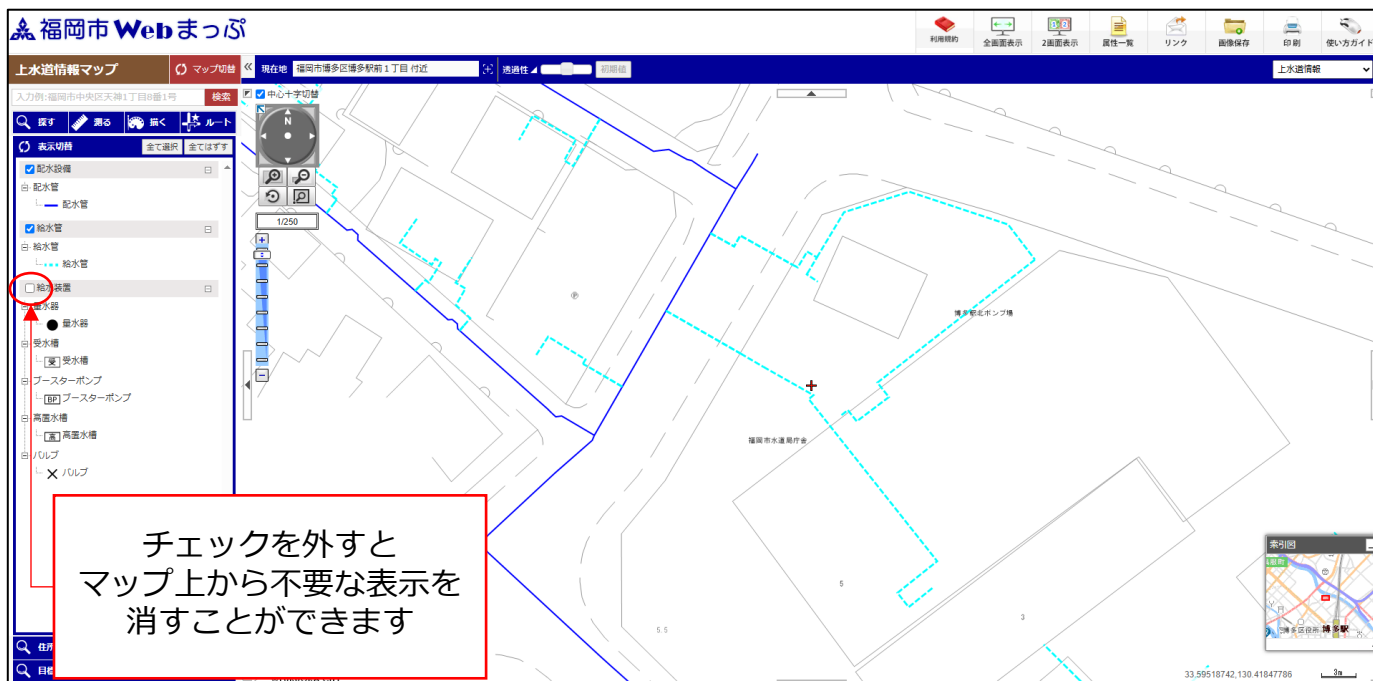 福岡市Webまっぷ
利用規約
全画面表示
2画面表示
属性一覧
リンク
画像保存
印刷
使い方ガイド
上水道情報マップ
マップ切替
現在地
福岡市博多区博多駅前1丁目 付近
透過性
初期値
上水道情報
入力例:福岡市中央区天神1丁目8番1号
検索
中心十字切替
N
探す
測る
描く
ルート
表示切替
全て選択
全てはずす
配水設備
配水管
配水管
1/250
給水管
給水管
給水管
給水装置
量水器
量水器
受水槽
受 受水槽
ブースターポンプ
BP ブースターポンプ
高置水槽
高 高置水槽
バルブ
バルブ
P
博多駅北ポンプ場
福岡市水道局庁舎
チェックを外すと
マップ上から不要な表示を
消すことができます
5
5.5
3
索引図
博多区役所
博多駅
33.59518742,130.41847786
3m